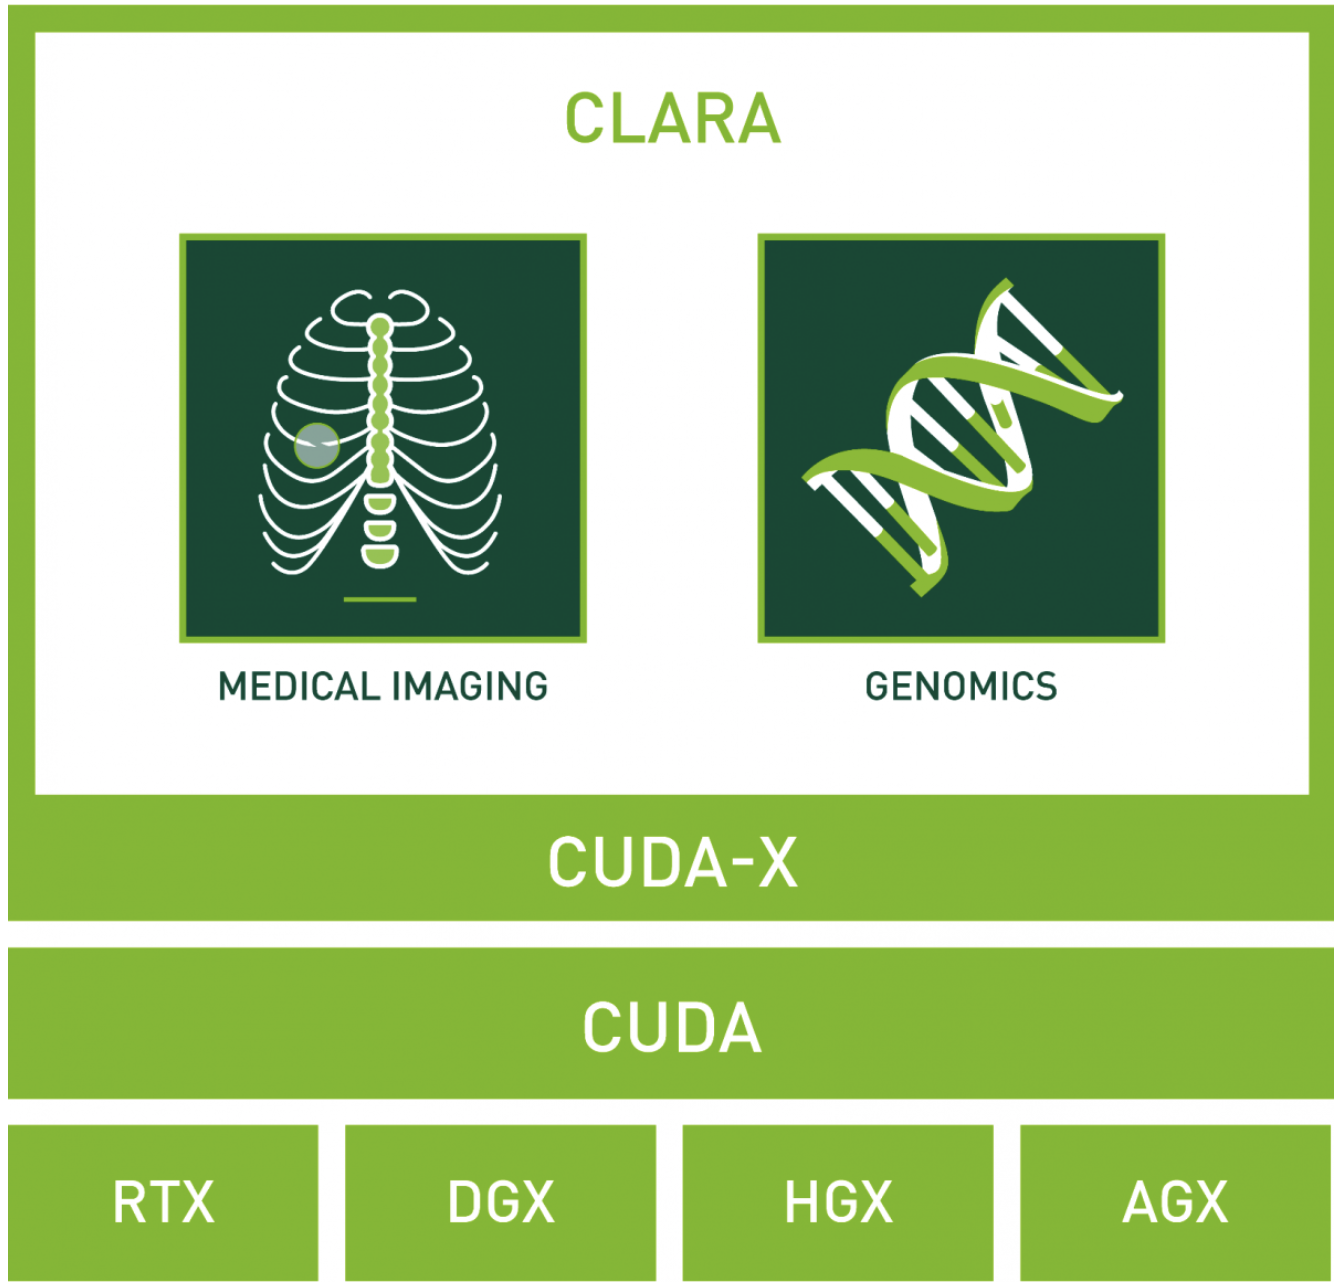 CLARA
MEDICAL IMAGING
GENOMICS
CUDA-X
CUDA
RTX
DGX
HGX
AGX